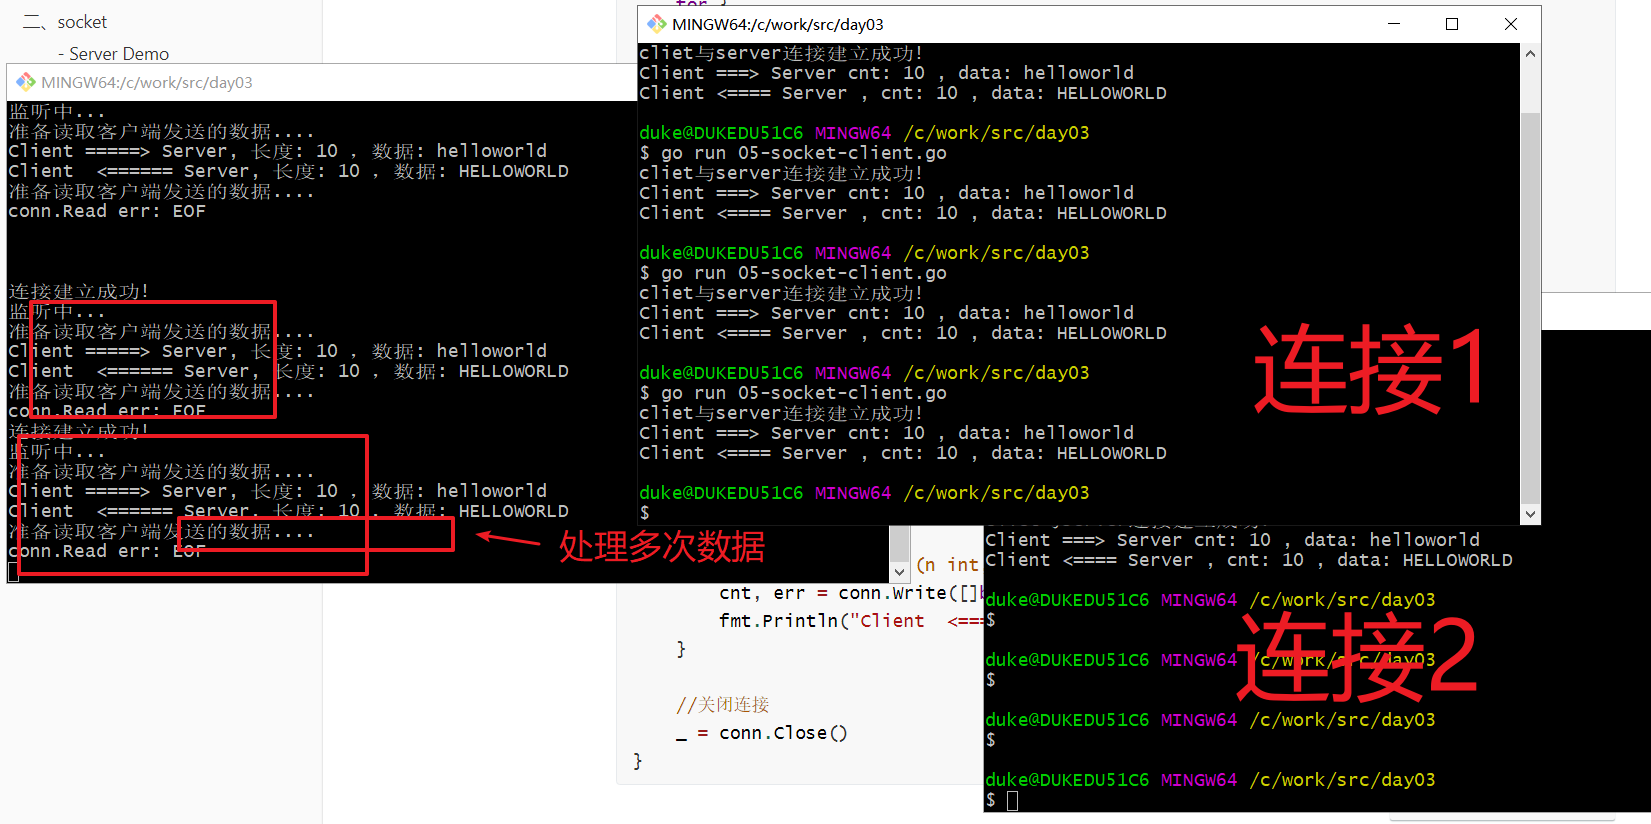 二、socket
- Server Demo
for {
MINGW64:/c/work/src/day03
监听中...
准备读取客户端发送的数据....
Client =====> Server, 长度: 10 , 数据: helloworld
Client  <====== Server, 长度: 10 , 数据: HELLOWORLD
准备读取客户端发送的数据....
conn.Read err: EOF
连接建立成功!
监听中...
准备读取客户端发送的数据....
Client =====> Server, 长度: 10 , 数据: helloworld
Client  <====== Server, 长度: 10 , 数据: HELLOWORLD
准备读取客户端发送的数据....
conn.Read err: EOF
连接建立成功!
监听中...
准备读取客户端发送的数据....
Client =====> Server, 长度: 10 , 数据: helloworld
Client  <====== Server, 长度: 10 , 数据: HELLOWORLD
准备读取客户端发送的数据....
conn.Read err: EOF
处理多次数据
MINGW64:/c/work/src/day03
cliet与server连接建立成功!
Client ===> Server cnt: 10 , data: helloworld
Client <==== Server , cnt: 10 , data: HELLOWORLD
duke@DUKEDU51C6 MINGW64 /c/work/src/day03
$ go run 05-socket-client.go
cliet与server连接建立成功!
Client ===> Server cnt: 10 , data: helloworld
Client <==== Server , cnt: 10 , data: HELLOWORLD
duke@DUKEDU51C6 MINGW64 /c/work/src/day03
$ go run 05-socket-client.go
cliet与server连接建立成功!
Client ===> Server cnt: 10 , data: helloworld
Client <==== Server , cnt: 10 , data: HELLOWORLD
duke@DUKEDU51C6 MINGW64 /c/work/src/day03
$ go run 05-socket-client.go
cliet与server连接建立成功!
Client ===> Server cnt: 10 , data: helloworld
Client <==== Server , cnt: 10 , data: HELLOWORLD
duke@DUKEDU51C6 MINGW64 /c/work/src/day03
$
连接1
(n int
cnt, err = conn.Write([]b
fmt.Println("Client  <===
}
//关闭连接
_ = conn.Close()
}
cliet与server连接建立成功!
Client ===> Server cnt: 10 , data: helloworld
Client <==== Server , cnt: 10 , data: HELLOWORLD
duke@DUKEDU51C6 MINGW64 /c/work/src/day03
$
duke@DUKEDU51C6 MINGW64 /c/work/src/day03
$
duke@DUKEDU51C6 MINGW64 /c/work/src/day03
$
duke@DUKEDU51C6 MINGW64 /c/work/src/day03
$
连接2